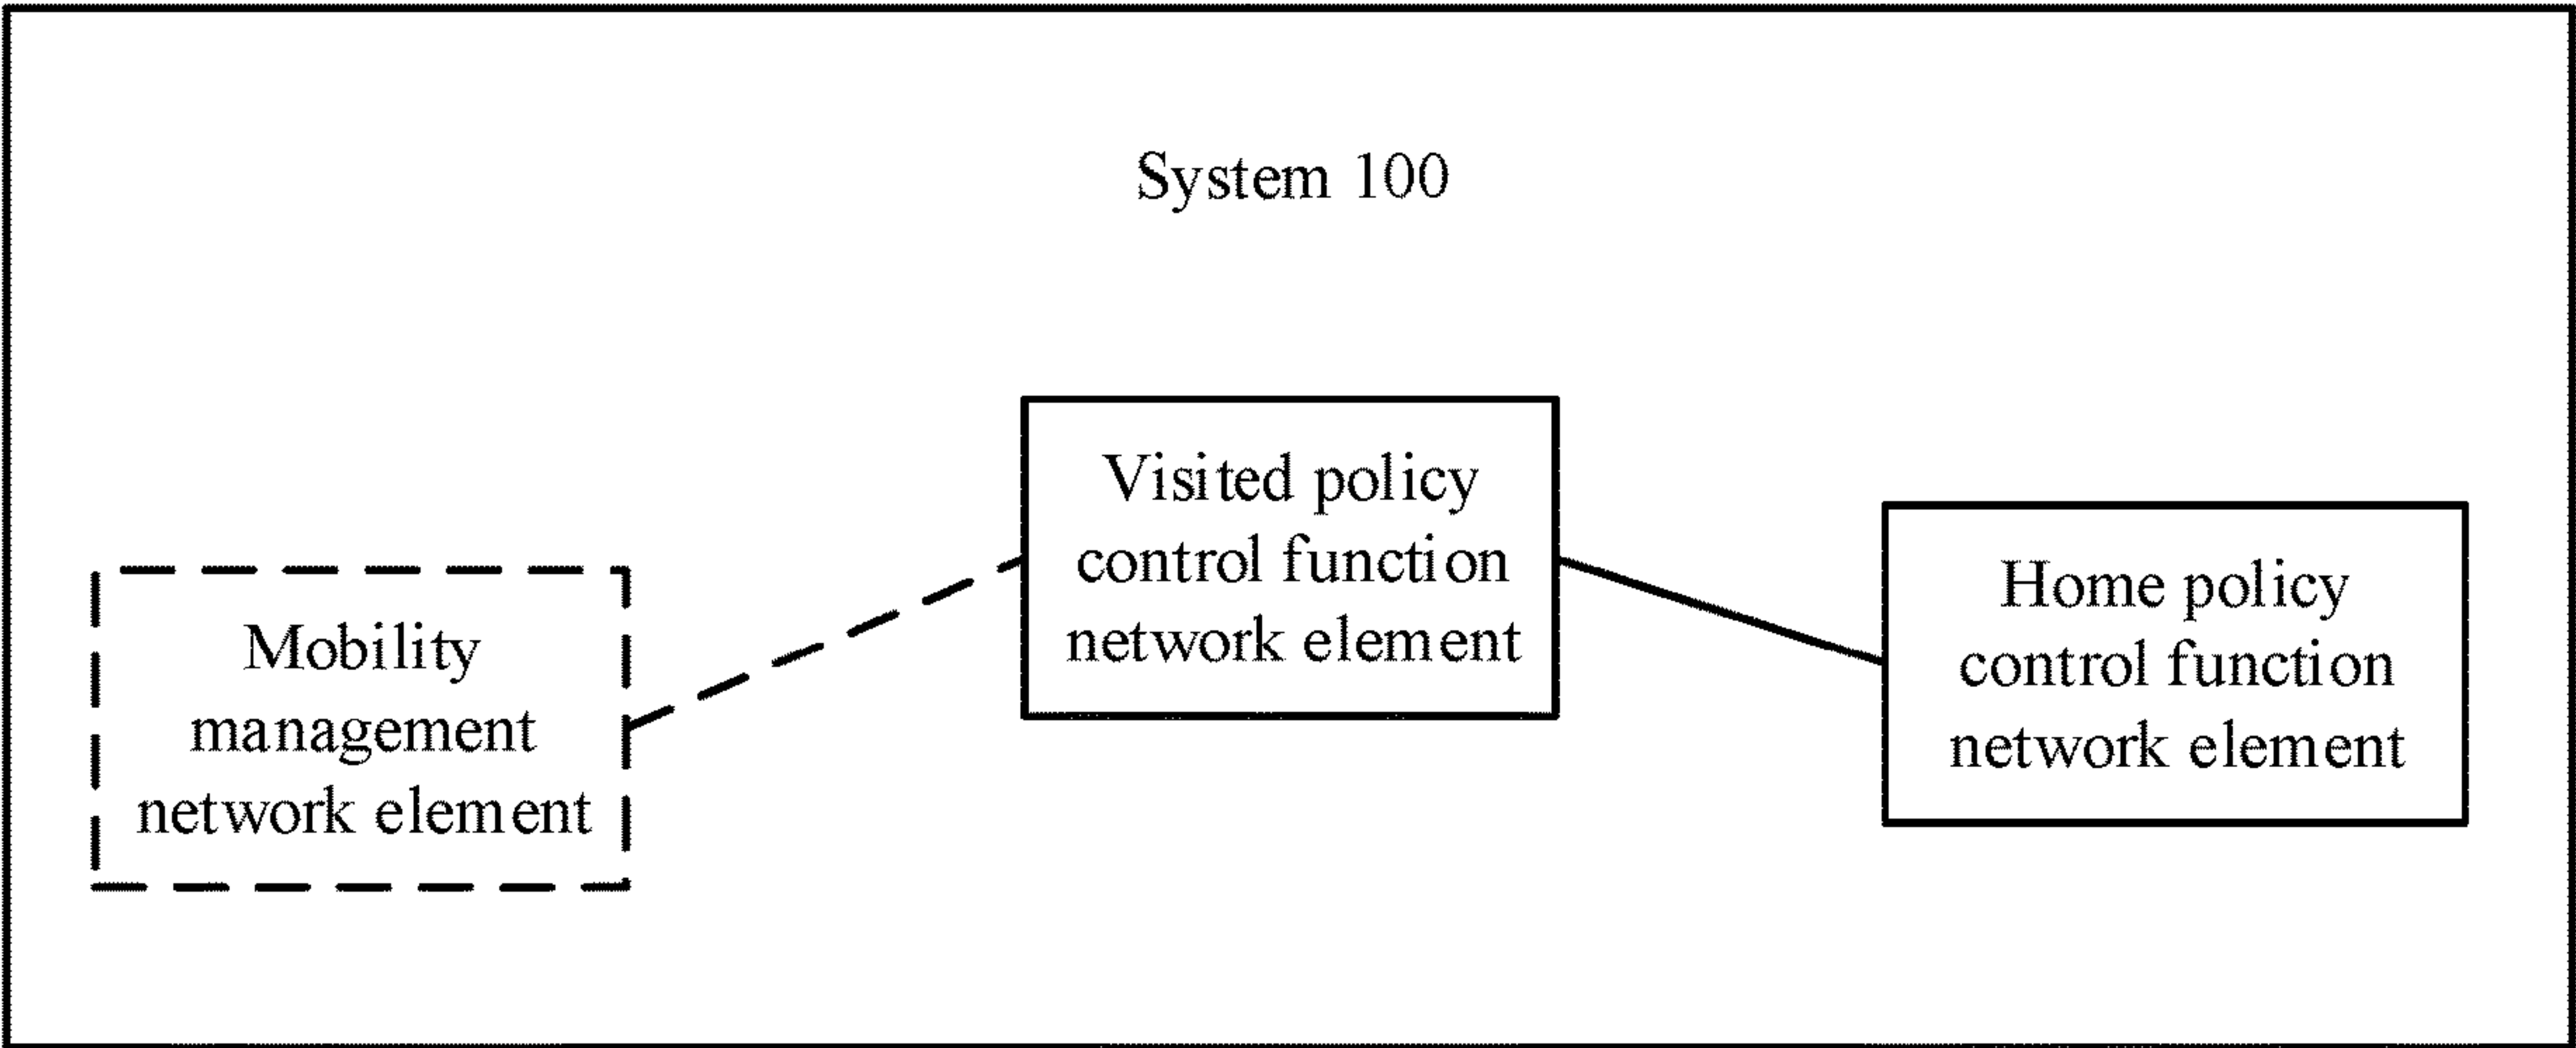 System 100
Visited policy
control function
network element
Home policy
control function
network element
Mobility
management
network element